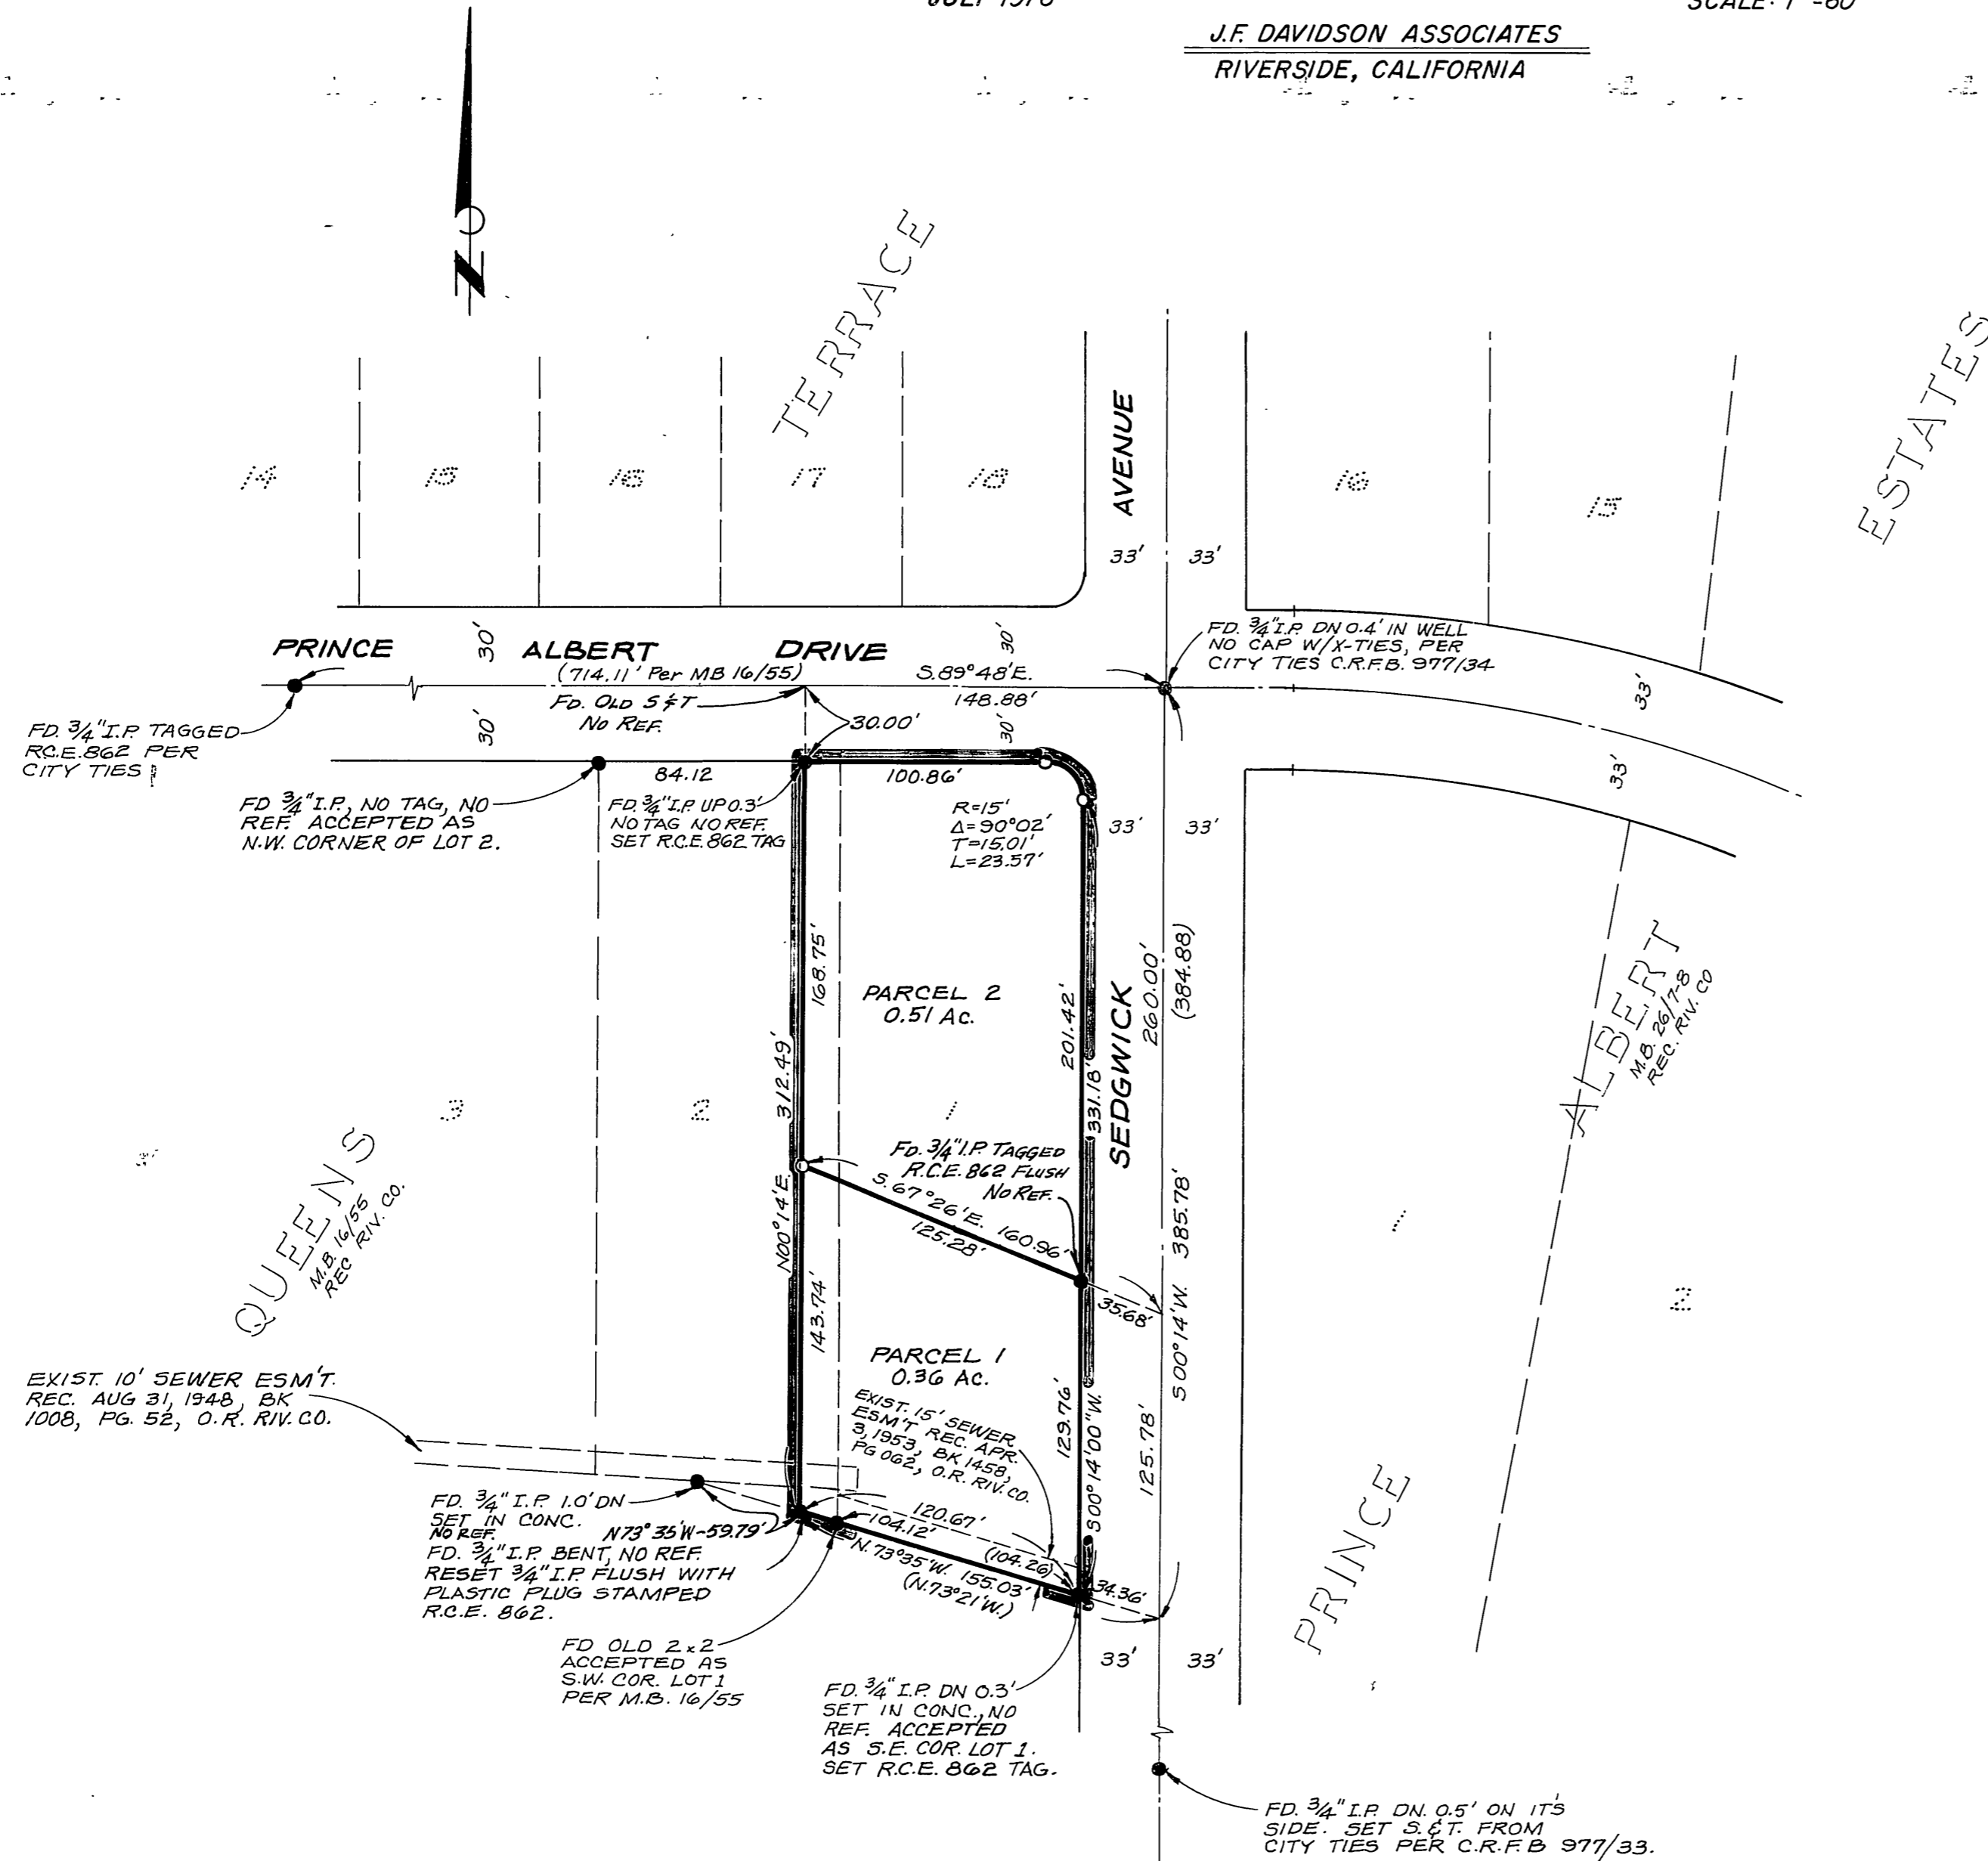 JULY 1976
SCALE: 1"=60'
J.F. DAVIDSON ASSOCIATES
RIVERSIDE, CALIFORNIA
N
TERRACE
ESTATES
AVENUE
14
15
16
17
18
16
15
33' 33'
PRINCE ALBERT DRIVE
30'
30'
(714.11' Per MB 16/55)
S.89°48'E.
148.88'
FD. OLD S&T
NO REF.
30.00'
30'
30'
FD. 3/4" I.P. DN 0.4' IN WELL
NO CAP W/X-TIES, PER
CITY TIES C.R.F.B. 977/34
33'
33'
FD. 3/4" I.P. TAGGED
R.C.E. 862 PER
CITY TIES
84.12
100.86'
FD 3/4" I.P., NO TAG, NO
REF. ACCEPTED AS
N.W. CORNER OF LOT 2.
FD. 3/4" I.P. UP 0.3'
NO TAG NO REF.
SET R.C.E. 862 TAG
R=15'
Δ=90°02'
T=15.01'
L=23.57'
33' 33'
168.75'
PARCEL 2
0.51 AC.
201.42'
260.00'
(384.88)
312.49'
331.18'
SEDGWICK
ALBERT
M.B. 26/7-8
REC. RIV. CO
3
2
1
FD. 3/4" I.P. TAGGED
R.C.E. 862 FLUSH
NO REF.
S.67°26'E. 160.96'
125.28'
35.68'
N00°14'E.
143.74'
S00°14'W. 385.78'
1
2
QUEENS
M.B. 16/55
REC RIV. CO.
PARCEL 1
0.36 AC.
EXIST. 15' SEWER
ESM'T REC. APR.
3, 1953, BK 1458,
PG 062, O.R. RIV. CO.
129.76'
S00°14'00"W.
125.78'
EXIST. 10' SEWER ESM'T.
REC. AUG 31, 1948, BK
1008, PG. 52, O.R. RIV. CO.
FD. 3/4" I.P. 1.0' DN
SET IN CONC.
NO REF.
N73°35'W-59.79'
120.67'
104.12'
(104.26)
N.73°35'W. 155.03'
(N.73°21'W.)
34.36'
FD. 3/4" I.P. BENT, NO REF.
RESET 3/4" I.P. FLUSH WITH
PLASTIC PLUG STAMPED
R.C.E. 862.
FD OLD 2x2
ACCEPTED AS
S.W. COR. LOT 1
PER M.B. 16/55
FD. 3/4" I.P. DN 0.3'
SET IN CONC., NO
REF. ACCEPTED
AS S.E. COR. LOT 1.
SET R.C.E. 862 TAG.
33' 33'
PRINCE
FD. 3/4" I.P. DN. 0.5' ON IT'S
SIDE. SET S.&T. FROM
CITY TIES PER C.R.F.B 977/33.